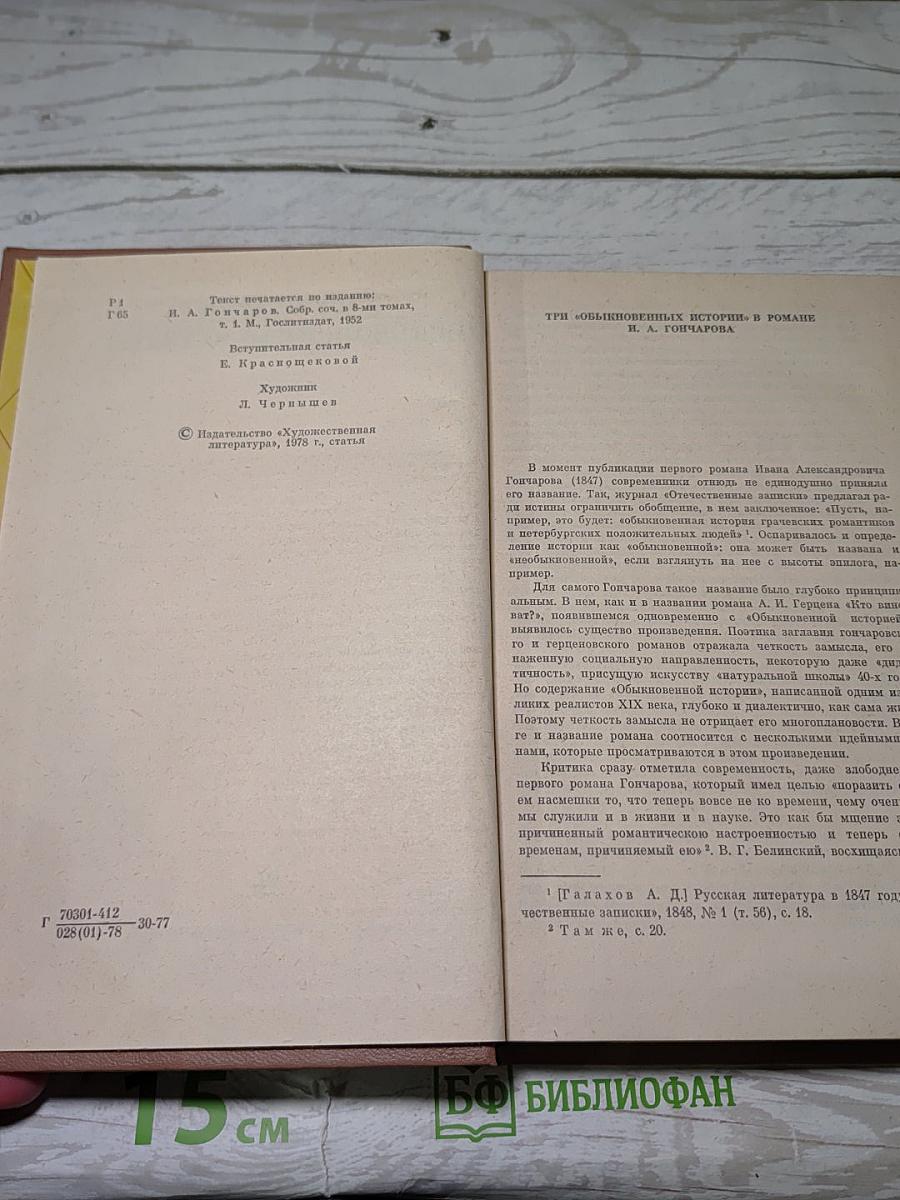 Р 1
Г 65
Текст печатается по изданию:
И. А. Гончаров. Собр. соч. в 8-ми томах,
т. 1. М., Гослитиздат, 1952
Вступительная статья
Е. Краснощековой
Художник
Л. Чернышев
© Издательство «Художественная
литература», 1978 г., статья
Г 70301-412
028(01)-78 30-77
ТРИ «ОБЫКНОВЕННЫХ ИСТОРИИ» В РОМАНЕ
И. А. ГОНЧАРОВА
В момент публикации первого романа Ивана Александровича
Гончарова (1847) современники отнюдь не единодушно приняли
его название. Так, журнал «Отечественные записки» предлагал ра-
ди истины ограничить обобщение, в нем заключенное: «Пусть, на-
пример, это будет: «обыкновенная история грачевских романтиков
и петербургских положительных людей» ¹. Оспаривалось и опреде-
ление истории как «обыкновенной»: она может быть названа и
«необыкновенной», если взглянуть на нее с высоты эпилога, на-
пример.
Для самого Гончарова такое название было глубоко принципи
альным. В нем, как и в названии романа А. И. Герцена «Кто вино
ват?», появившемся одновременно с «Обыкновенной историей
выявилось существо произведения. Поэтика заглавия гончаровск
го и герценовского романов отражала четкость замысла, его
наженную социальную направленность, некоторую даже «дид
тичность», присущую искусству «натуральной школы» 40-х го
Но содержание «Обыкновенной истории», написанной одним из
ликих реалистов XIX века, глубоко и диалектично, как сама жи
Поэтому четкость замысла не отрицает его многоплановости. В
ге и название романа соотносится с несколькими идейными
нами, которые просматриваются в этом произведении.
Критика сразу отметила современность, даже злободне
первого романа Гончарова, который имел целью «поразить с
ем насмешки то, что теперь вовсе не ко времени, чему очен
мы служили и в жизни и в науке. Это как бы мщение з
причиненный романтическою настроенностью и теперь
временам, причиняемый ею» ². В. Г. Белинский, восхищаяс
¹ [Галахов А. Д.] Русская литература в 1847 году
чественные записки», 1848, № 1 (т. 56), с. 18.
² Там же, с. 20.
15 см
БФ БИБЛИОФАН